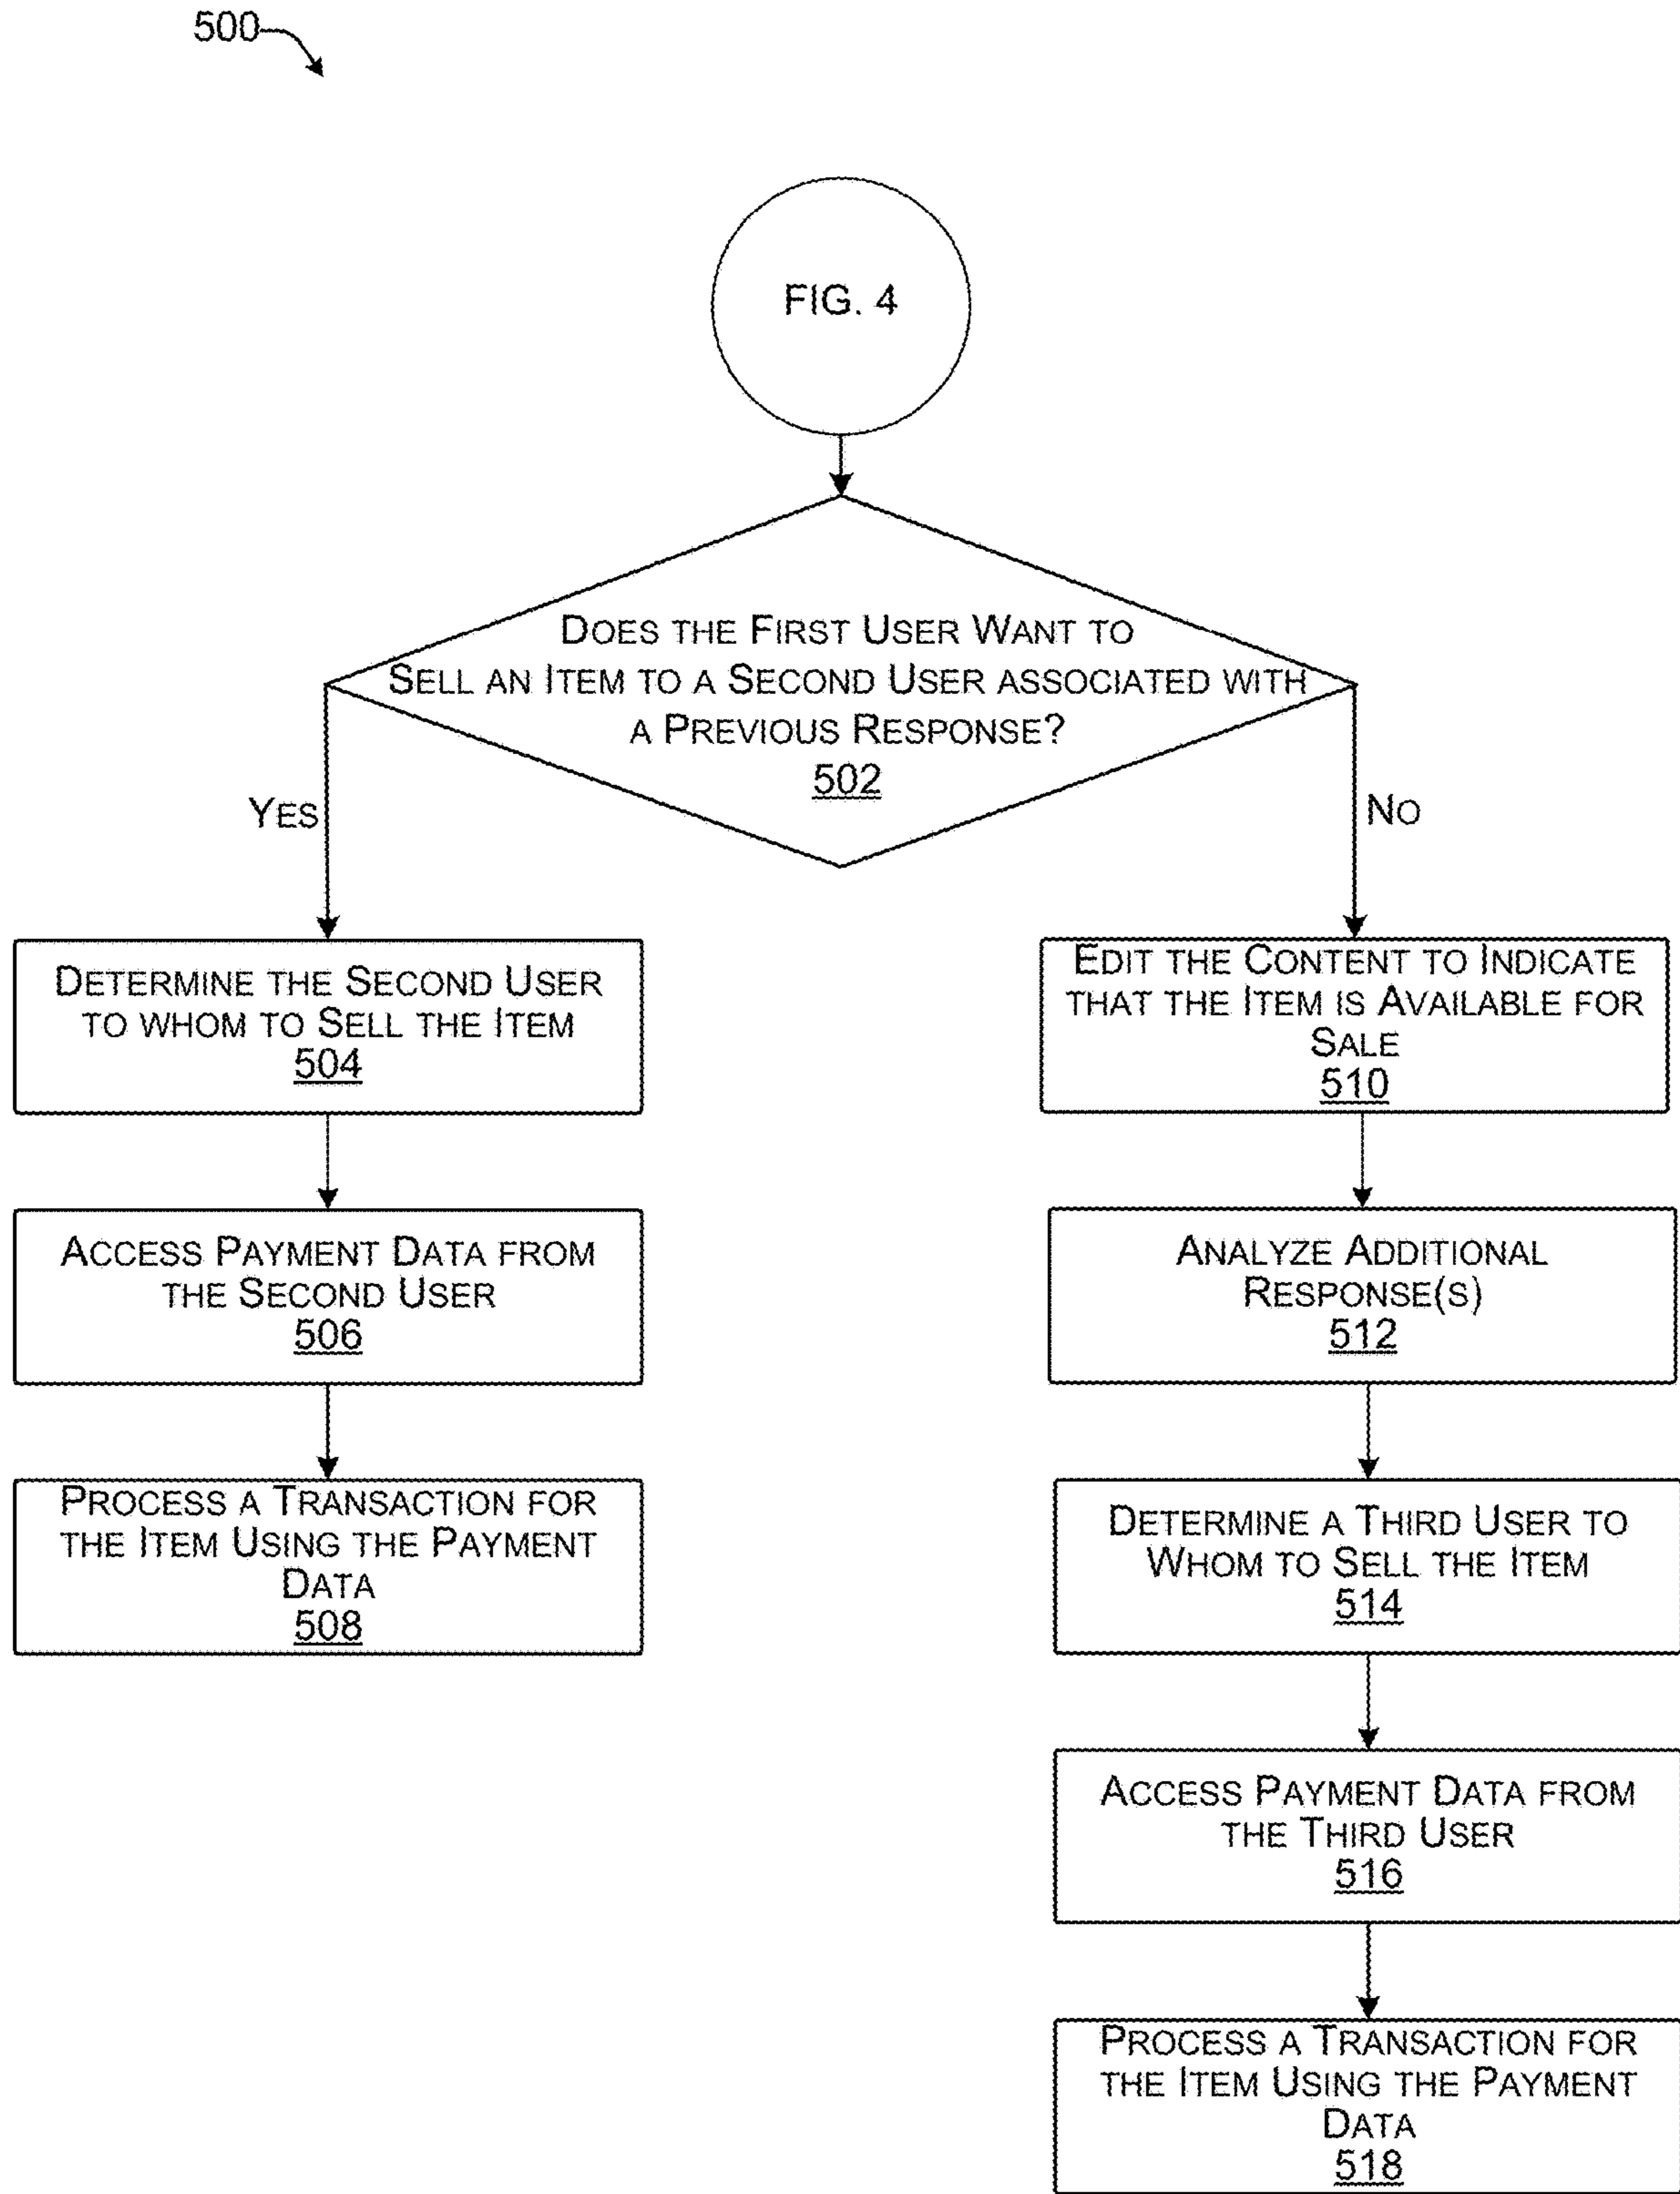 500
FIG. 4
DOES THE FIRST USER WANT TO
SELL AN ITEM TO A SECOND USER ASSOCIATED WITH
A PREVIOUS RESPONSE?
502
YES
NO
DETERMINE THE SECOND USER
TO WHOM TO SELL THE ITEM
504
ACCESS PAYMENT DATA FROM
THE SECOND USER
506
PROCESS A TRANSACTION FOR
THE ITEM USING THE PAYMENT
DATA
508
EDIT THE CONTENT TO INDICATE
THAT THE ITEM IS AVAILABLE FOR
SALE
510
ANALYZE ADDITIONAL
RESPONSE(S)
512
DETERMINE A THIRD USER TO
WHOM TO SELL THE ITEM
514
ACCESS PAYMENT DATA FROM
THE THIRD USER
516
PROCESS A TRANSACTION FOR
THE ITEM USING THE PAYMENT
DATA
518